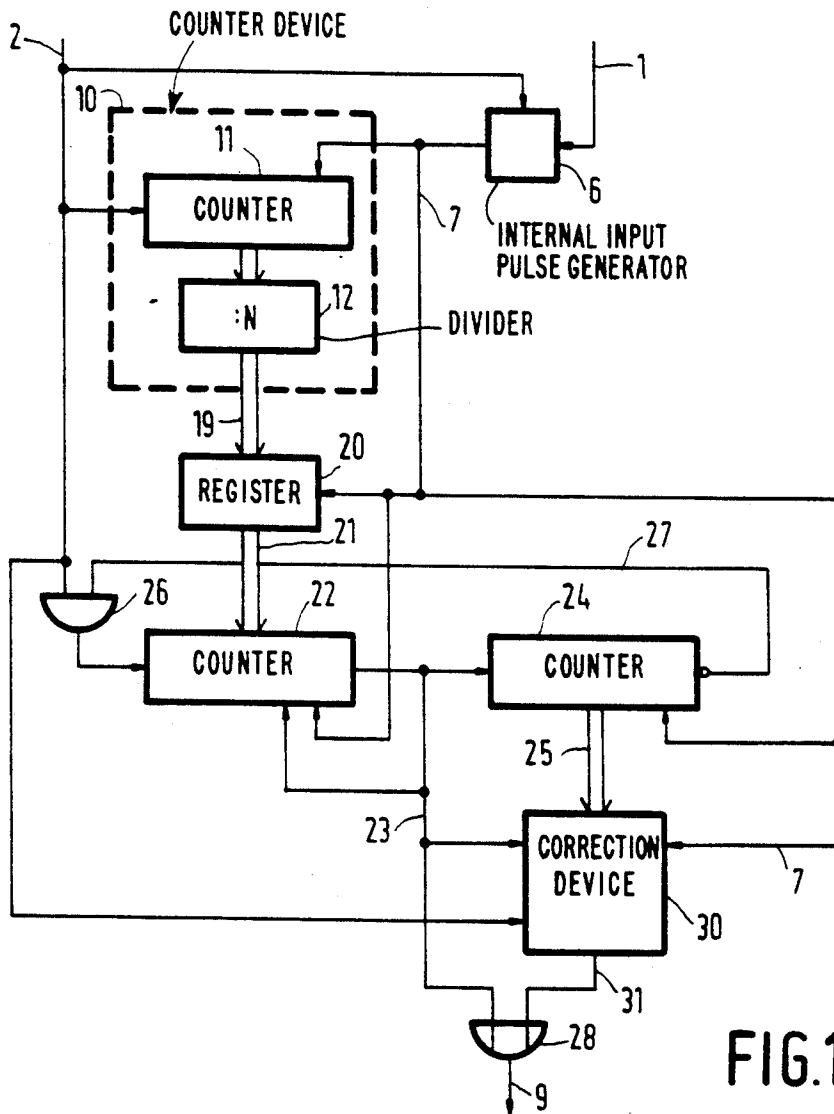 COUNTER DEVICE
2
1
10
11
COUNTER
6
7
INTERNAL INPUT
PULSE GENERATOR
:N
12
DIVIDER
19
20
REGISTER
21
27
26
22
24
COUNTER
COUNTER
25
23
CORRECTION
DEVICE
7
30
31
28
9
FIG.1